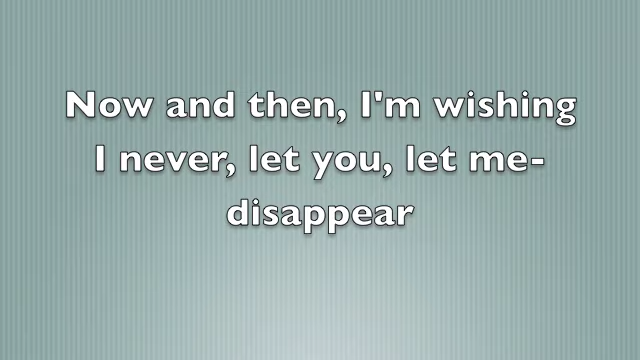 Now and then, I'm wishing
I never, let you, let me-
disappear